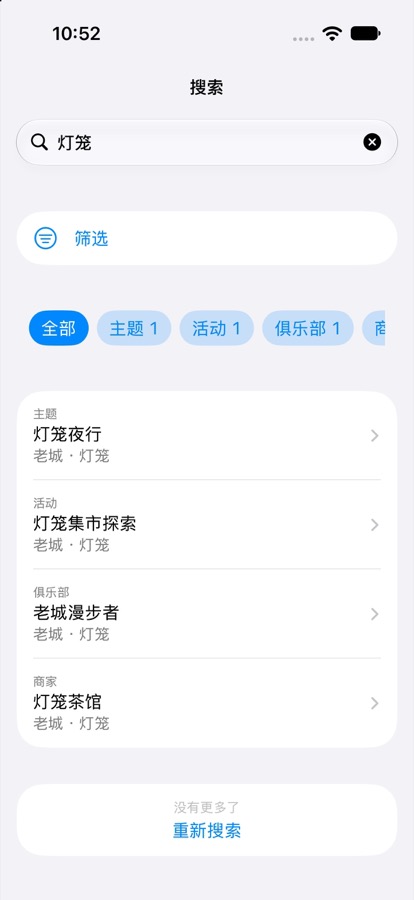 10:52
搜索
灯笼
筛选
全部
主题 1
活动 1
俱乐部 1
主题
灯笼夜行
老城 · 灯笼
活动
灯笼集市探索
老城 · 灯笼
俱乐部
老城漫步者
老城 · 灯笼
商家
灯笼茶馆
老城 · 灯笼
没有更多了
重新搜索